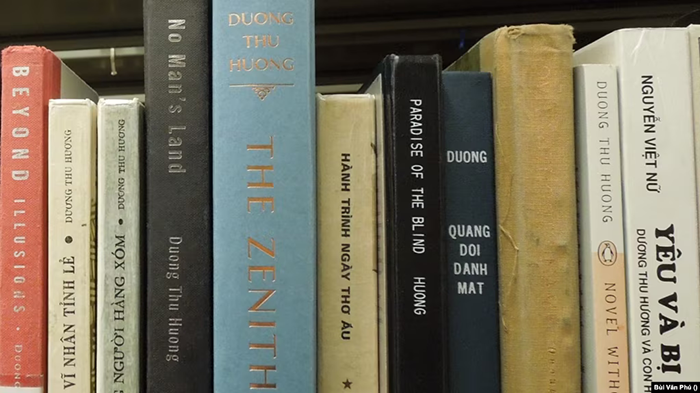 BEYOND ILLUSIONS • DUONG
VĨ NHÂN TỈNH LẺ • DƯƠNG THU HƯƠNG
NGƯỜI HÀNG XÓM • DƯƠNG THU HƯƠNG
No Man's Land Duong Thu Huong
DUONG
THU
HUONG
THE ZENITH
HÀNH TRÌNH NGÀY THƠ ẤU
PARADISE OF THE BLIND HUONG
DUONG
QUANG
DOI
DANH
MAT
DUONG THU HUONG NOVEL WITHO
NGUYỄN VIỆT NỮ
YÊU VÀ BỊ
DƯƠNG THU HƯƠNG VÀ CON H
Bùi Văn Phú ()